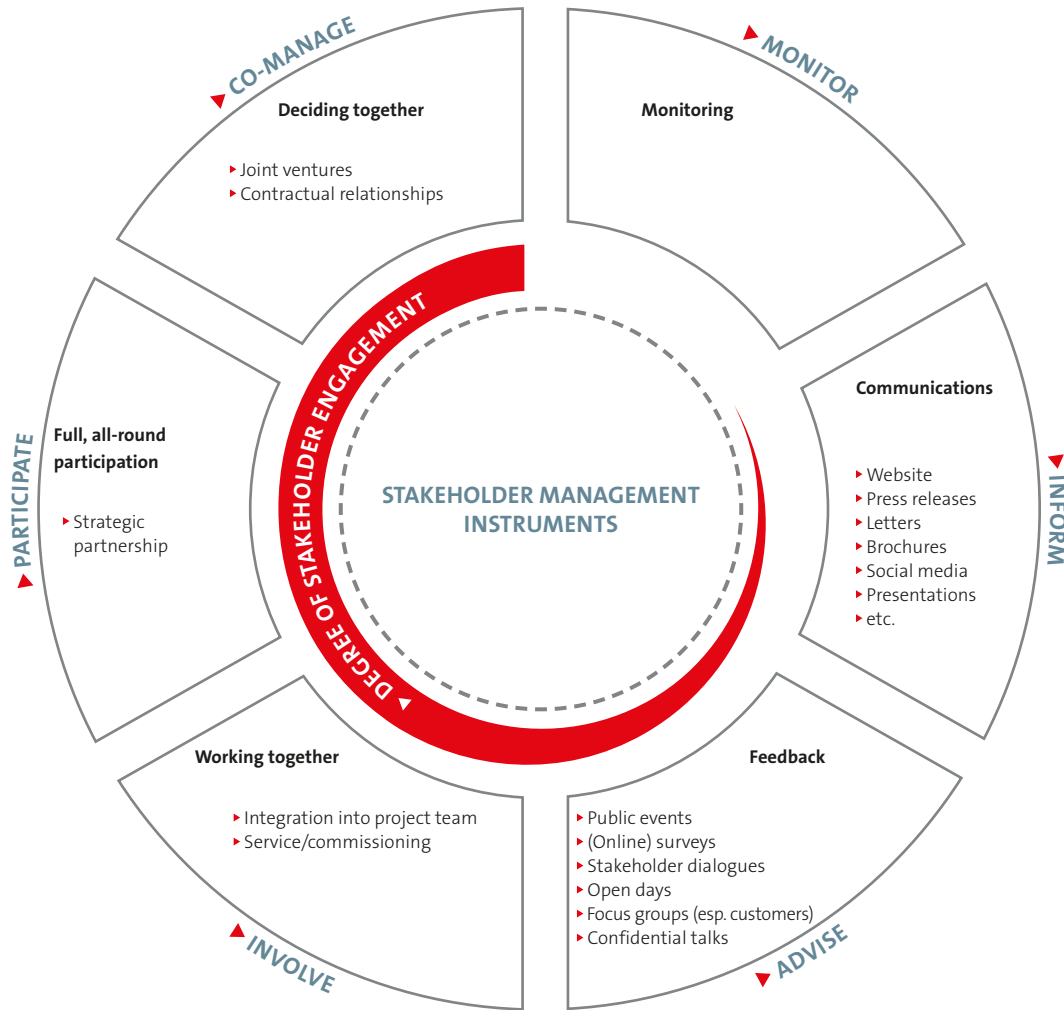 ▶ MONITOR
Monitoring
▶ INFORM
Communications
▶ Website
▶ Press releases
▶ Letters
▶ Brochures
▶ Social media
▶ Presentations
▶ etc.
▶ ADVISE
Feedback
▶ Public events
▶ (Online) surveys
▶ Stakeholder dialogues
▶ Open days
▶ Focus groups (esp. customers)
▶ Confidential talks
▶ INVOLVE
Working together
▶ Integration into project team
▶ Service/commissioning
▶ PARTICIPATE
Full, all-round
participation
▶ Strategic
partnership
▶ CO-MANAGE
Deciding together
▶ Joint ventures
▶ Contractual relationships
▶ DEGREE OF STAKEHOLDER ENGAGEMENT
STAKEHOLDER MANAGEMENT
INSTRUMENTS